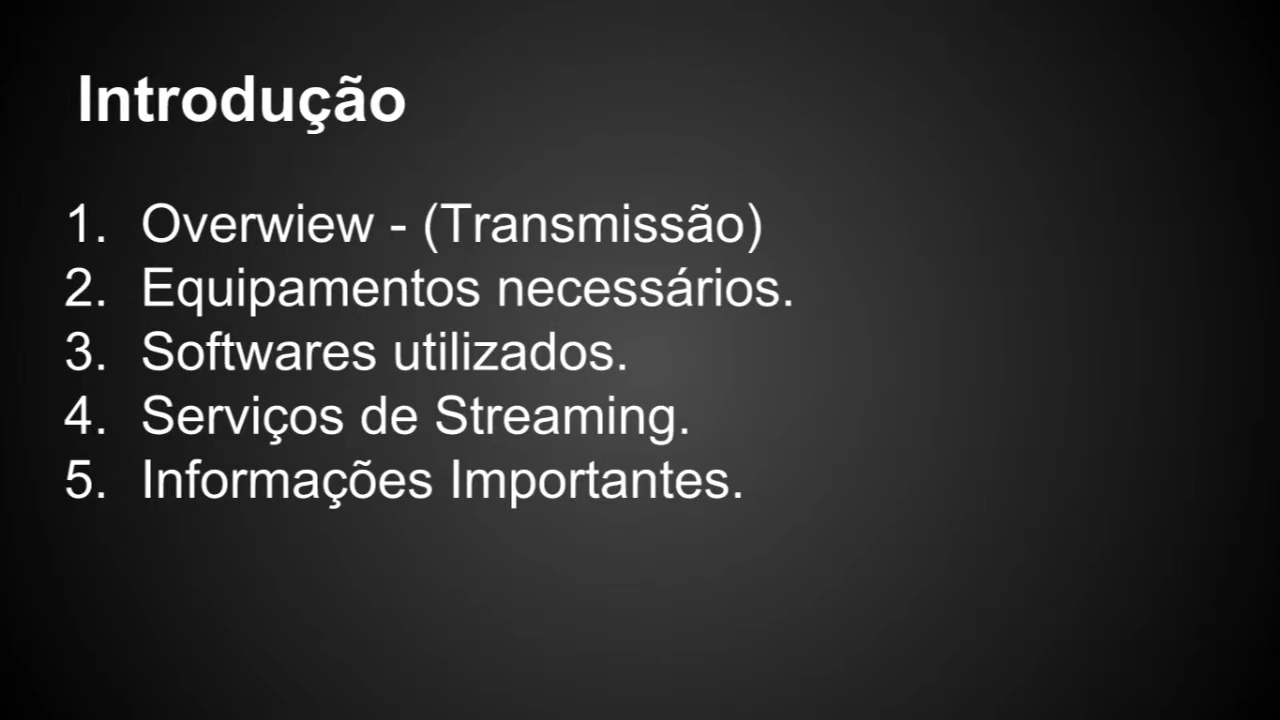 Introdução
1. Overwiew - (Transmissão)
2. Equipamentos necessários.
3. Softwares utilizados.
4. Serviços de Streaming.
5. Informações Importantes.